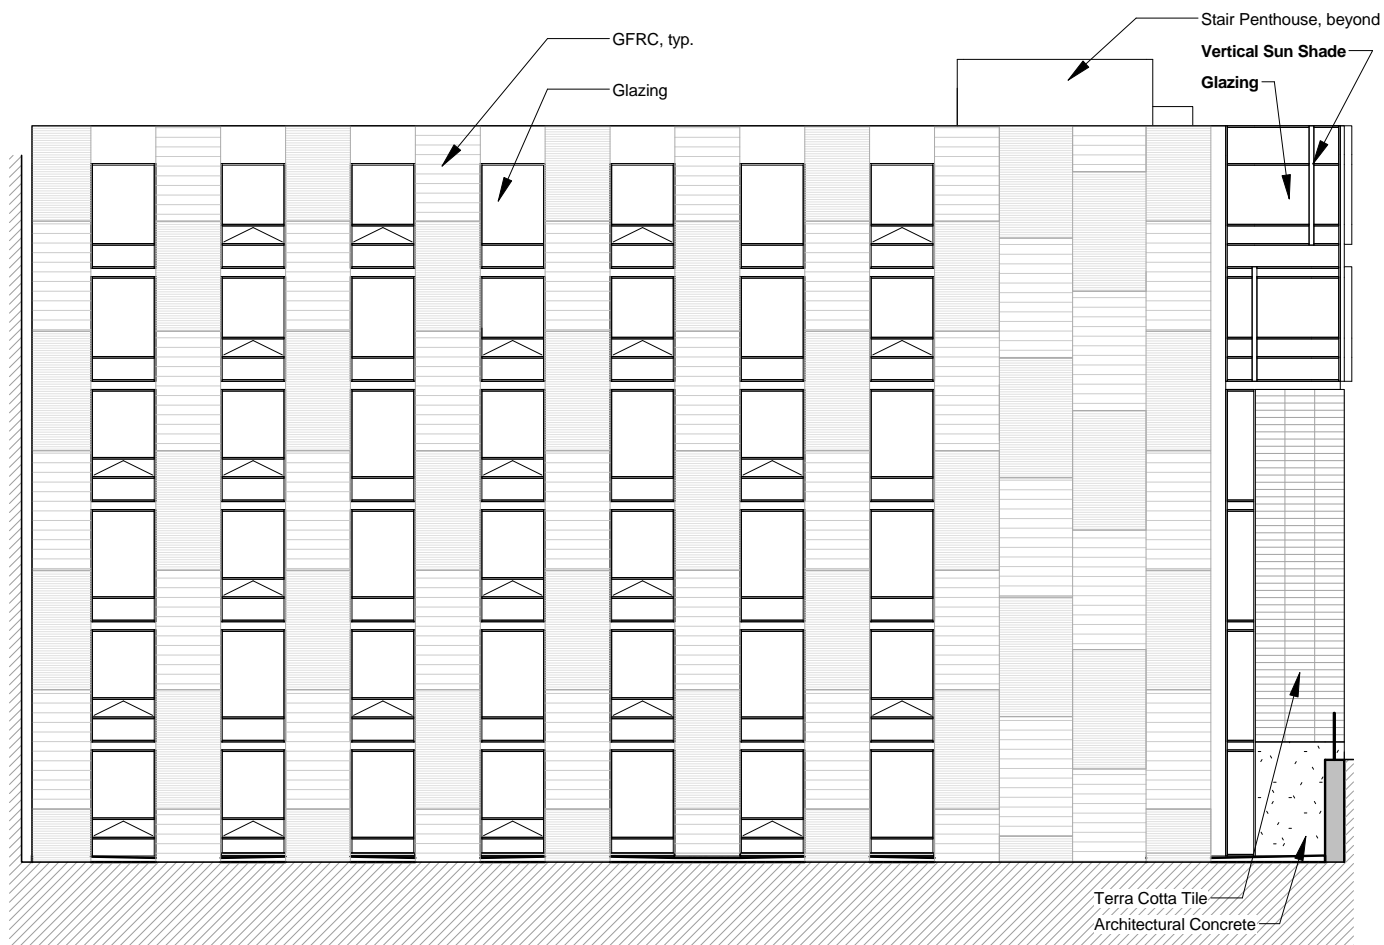 Stair Penthouse, beyond
GFRC, typ.
Vertical Sun Shade
Glazing
Glazing
Terra Cotta Tile
Architectural Concrete